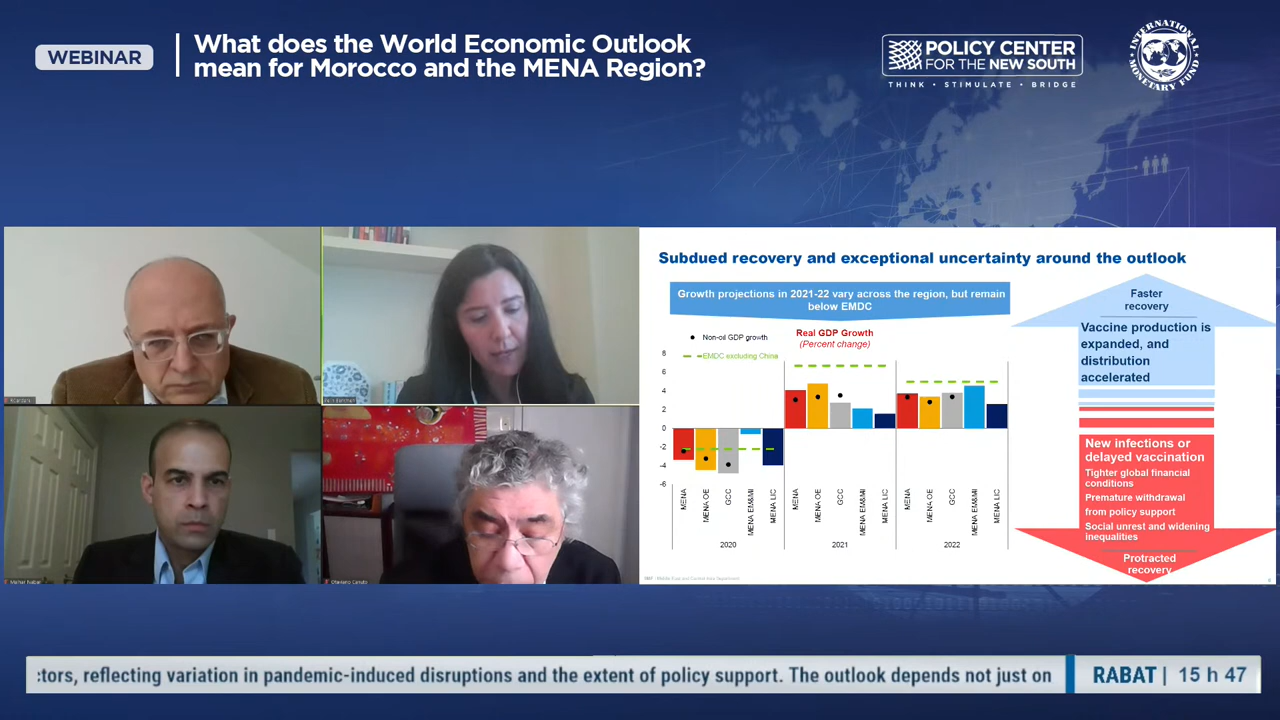 WEBINAR
What does the World Economic Outlook
mean for Morocco and the MENA Region?
POLICY CENTER
FOR THE NEW SOUTH
THINK • STIMULATE • BRIDGE
INTERNATIONAL MONETARY FUND
Subdued recovery and exceptional uncertainty around the outlook
Growth projections in 2021-22 vary across the region, but remain
below EMDC
Non-oil GDP growth
EMDC excluding China
Real GDP Growth
(Percent change)
8
6
4
2
0
-2
-4
-6
MENA
MENA OE
GCC
MENA EM&MI
MENA LIC
MENA
MENA OE
GCC
MENA EM&MI
MENA LIC
MENA
MENA OE
GCC
MENA EM&MI
MENA LIC
2020
2021
2022
Faster
recovery
Vaccine production is
expanded, and
distribution
accelerated
New infections or
delayed vaccination
Tighter global financial
conditions
Premature withdrawal
from policy support
Social unrest and widening
inequalities
Protracted
recovery
Otaviano Canuto
:tors, reflecting variation in pandemic-induced disruptions and the extent of policy support. The outlook depends not just on
RABAT | 15 h 47